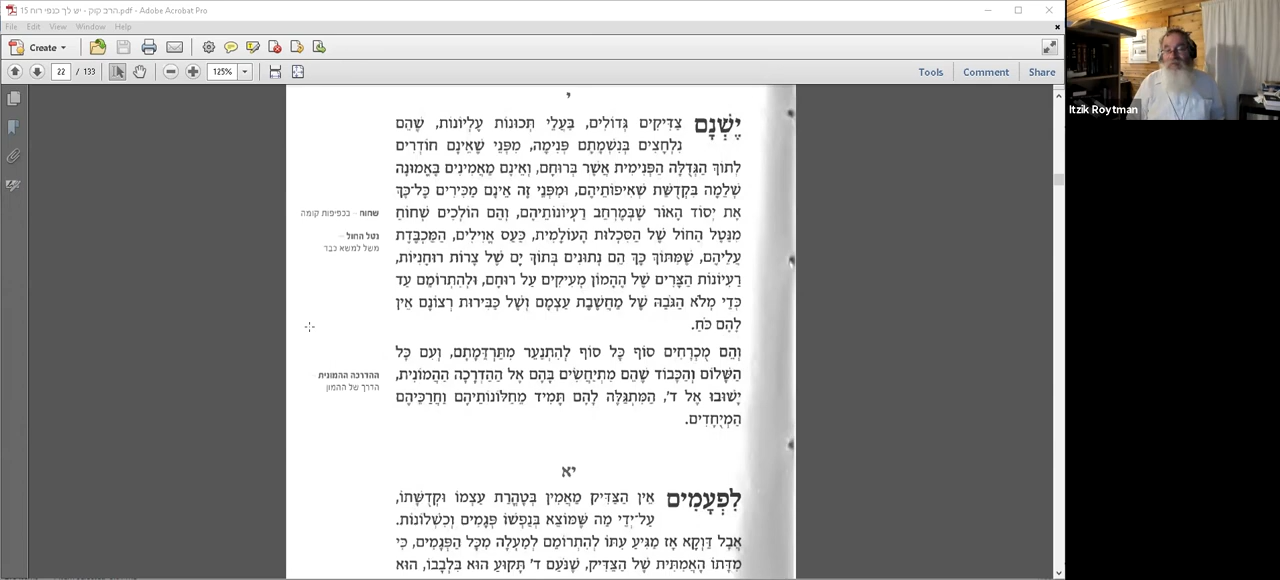 15 הרב קוק - יש לך כנפי רוח.pdf - Adobe Acrobat Pro
File Edit View Window Help
Create
22 / 133
125%
Tools Comment Share
Itzik Roytman
י
יֶשְׁנָם צַדִּיקִים גְּדוֹלִים, בַּעֲלֵי תְּכוּנוֹת עֶלְיוֹנוֹת, שֶׁהֵם
נִלְחָצִים בְּנִשְׁמָתָם פְּנִימָה, מִפְּנֵי שֶׁאֵינָם חוֹדְרִים
לְתוֹךְ הַגְּדֻלָּה הַפְּנִימִית אֲשֶׁר בְּרוּחָם, וְאֵינָם מַאֲמִינִים בֶּאֱמוּנָה
שְׁלֵמָה בִּקְדֻשַּׁת שְׁאִיפוֹתֵיהֶם, וּמִפְּנֵי זֶה אֵינָם מַכִּירִים כָּל־כָּךְ
אֶת יְסוֹד הָאוֹר שֶׁבְּמֶרְחַב רַעְיוֹנוֹתֵיהֶם, וְהֵם הוֹלְכִים שְׁחוֹחַ
מִנֵּטֶל הַחוֹל שֶׁל הַסִּכְלוּת הָעוֹלָמִית, כַּעַס אֱוִילִים, הַמַּכְבֶּדֶת
עֲלֵיהֶם, שֶׁמִּתּוֹךְ כָּךְ הֵם נְתוּנִים בְּתוֹךְ יָם שֶׁל צָרוֹת רוּחָנִיּוֹת,
רַעְיוֹנוֹת הַצָּרִים שֶׁל הֶהָמוֹן מְעִיקִים עַל רוּחָם, וּלְהִתְרוֹמֵם עַד
כְּדֵי מְלֹא הַגֹּבַהּ שֶׁל מַחֲשֶׁבֶת עַצְמָם וְשֶׁל כַּבִּירוּת רְצוֹנָם אֵין
לָהֶם כֹּחַ.
וְהֵם מֻכְרָחִים סוֹף כָּל סוֹף לְהִתְנַעֵר מִתַּרְדֵּמָתָם, וְעִם כָּל
הַשָּׁלוֹם וְהַכָּבוֹד שֶׁהֵם מִתְיַחֲשִׂים בָּהֶם אֶל הַהַדְרָכָה הַהֲמוֹנִית,
יָשׁוּבוּ אֶל ד', הַמִּתְגַּלֶּה לָהֶם תָּמִיד מֵחַלּוֹנוֹתֵיהֶם וַחֲרַכֵּיהֶם
הַמְיֻחָדִים.
שחוח - בכפיפות קומה
נטל החול -
משל למשא כבד
ההדרכה ההמונית
הדרך של ההמון
יא
לִפְעָמִים אֵין הַצַּדִּיק מַאֲמִין בְּטָהֳרַת עַצְמוֹ וּקְדֻשָּׁתוֹ,
עַל־יְדֵי מַה שֶּׁמּוֹצֵא בְּנַפְשׁוֹ פְּגָמִים וְכִשְׁלוֹנוֹת.
אֲבָל דַּוְקָא אָז מַגִּיעַ עִתּוֹ לְהִתְרוֹמֵם לְמַעְלָה מִכָּל הַפְּגָמִים, כִּי
מִדָּתוֹ הָאֲמִתִּית שֶׁל הַצַּדִּיק, שֶׁנֹּעַם ד' תָּקוּעַ הוּא בִּלְבָבוֹ, הוּא